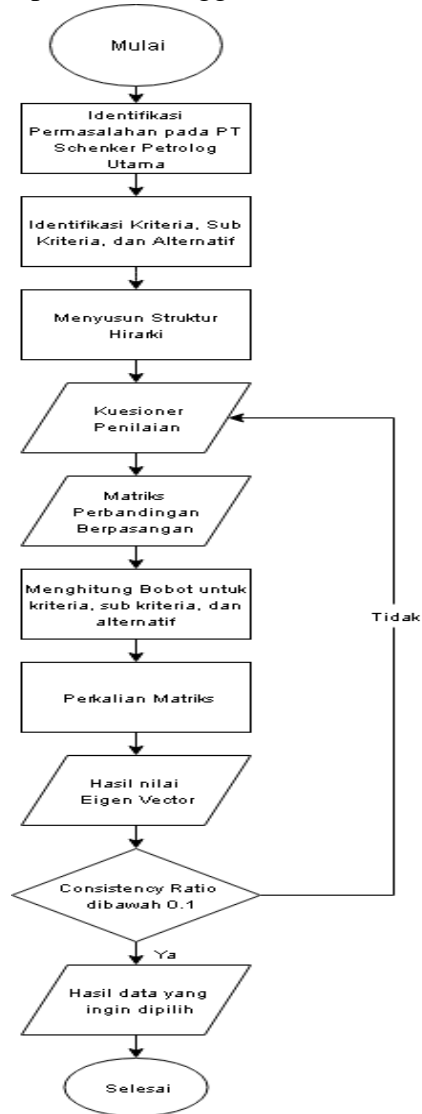 Mulai
Identifikasi
Permasalahan pada PT
Schenker Petrolog
Utama
Identifikasi Kriteria, Sub
Kriteria, dan Alternatif
Menyusun Struktur
Hirarki
Kuesioner
Penilaian
Matriks
Perbandingan
Berpasangan
Menghitung Bobot untuk
kriteria, sub kriteria, dan
alternatif
Tidak
Perkalian Matriks
Hasil nilai
Eigen Vector
Consistency Ratio
dibawah 0.1
Ya
Hasil data yang
ingin dipilih
Selesai